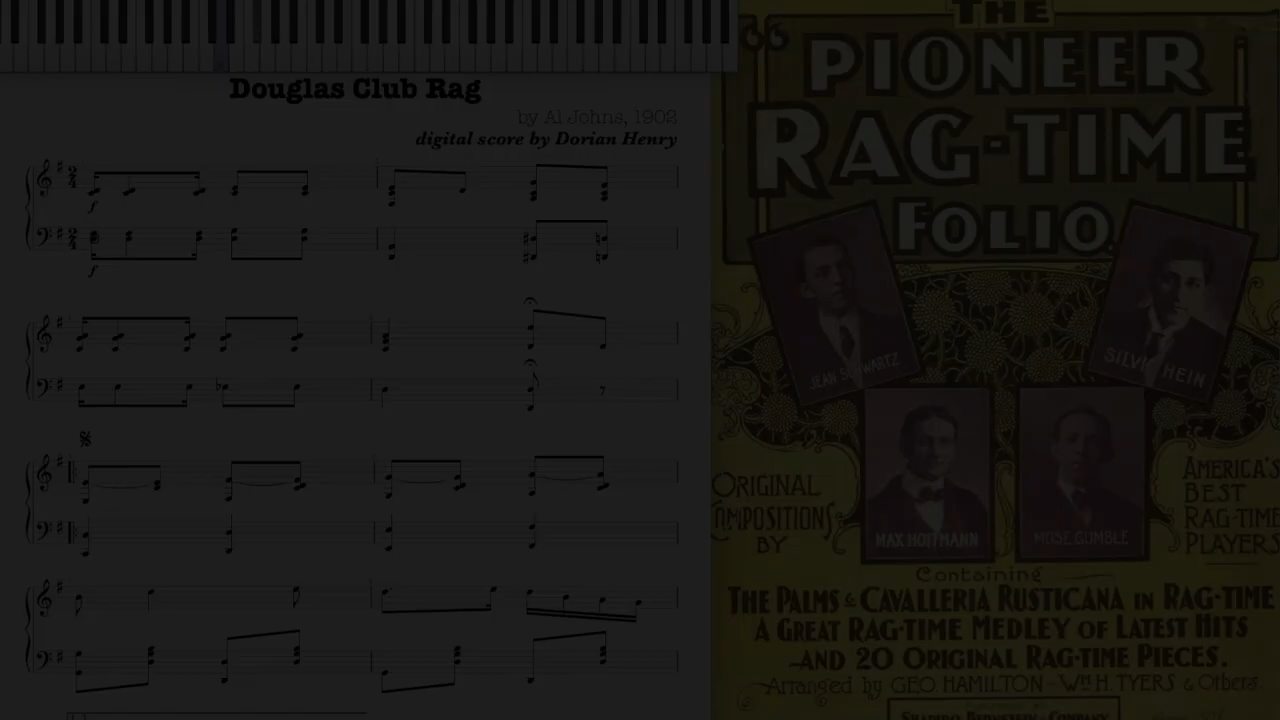 Douglas Club Rag
by Al Johns, 1902
digital score by Dorian Henry
f
f
THE
"PIONEER
RAG-TIME
FOLIO.
JEAN SCHWARTZ
SILVIO HEIN
MAX HOFFMANN
MOSE GUMBLE
ORIGINAL
COMPOSITIONS
BY
AMERICA'S
BEST
RAG-TIME
PLAYERS
Containing
THE PALMS & CAVALLERIA RUSTICANA IN RAG-TIME
A GREAT RAG-TIME MEDLEY OF LATEST HITS
—AND 20 ORIGINAL RAG-TIME PIECES.
Arranged by GEO. HAMILTON - WM H. TYERS & Others.
SHAPIRO BERNSTEIN & COMPANY